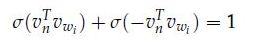 σ(v_n^T v_{w_i}) + σ(−v_n^T v_{w_i}) = 1